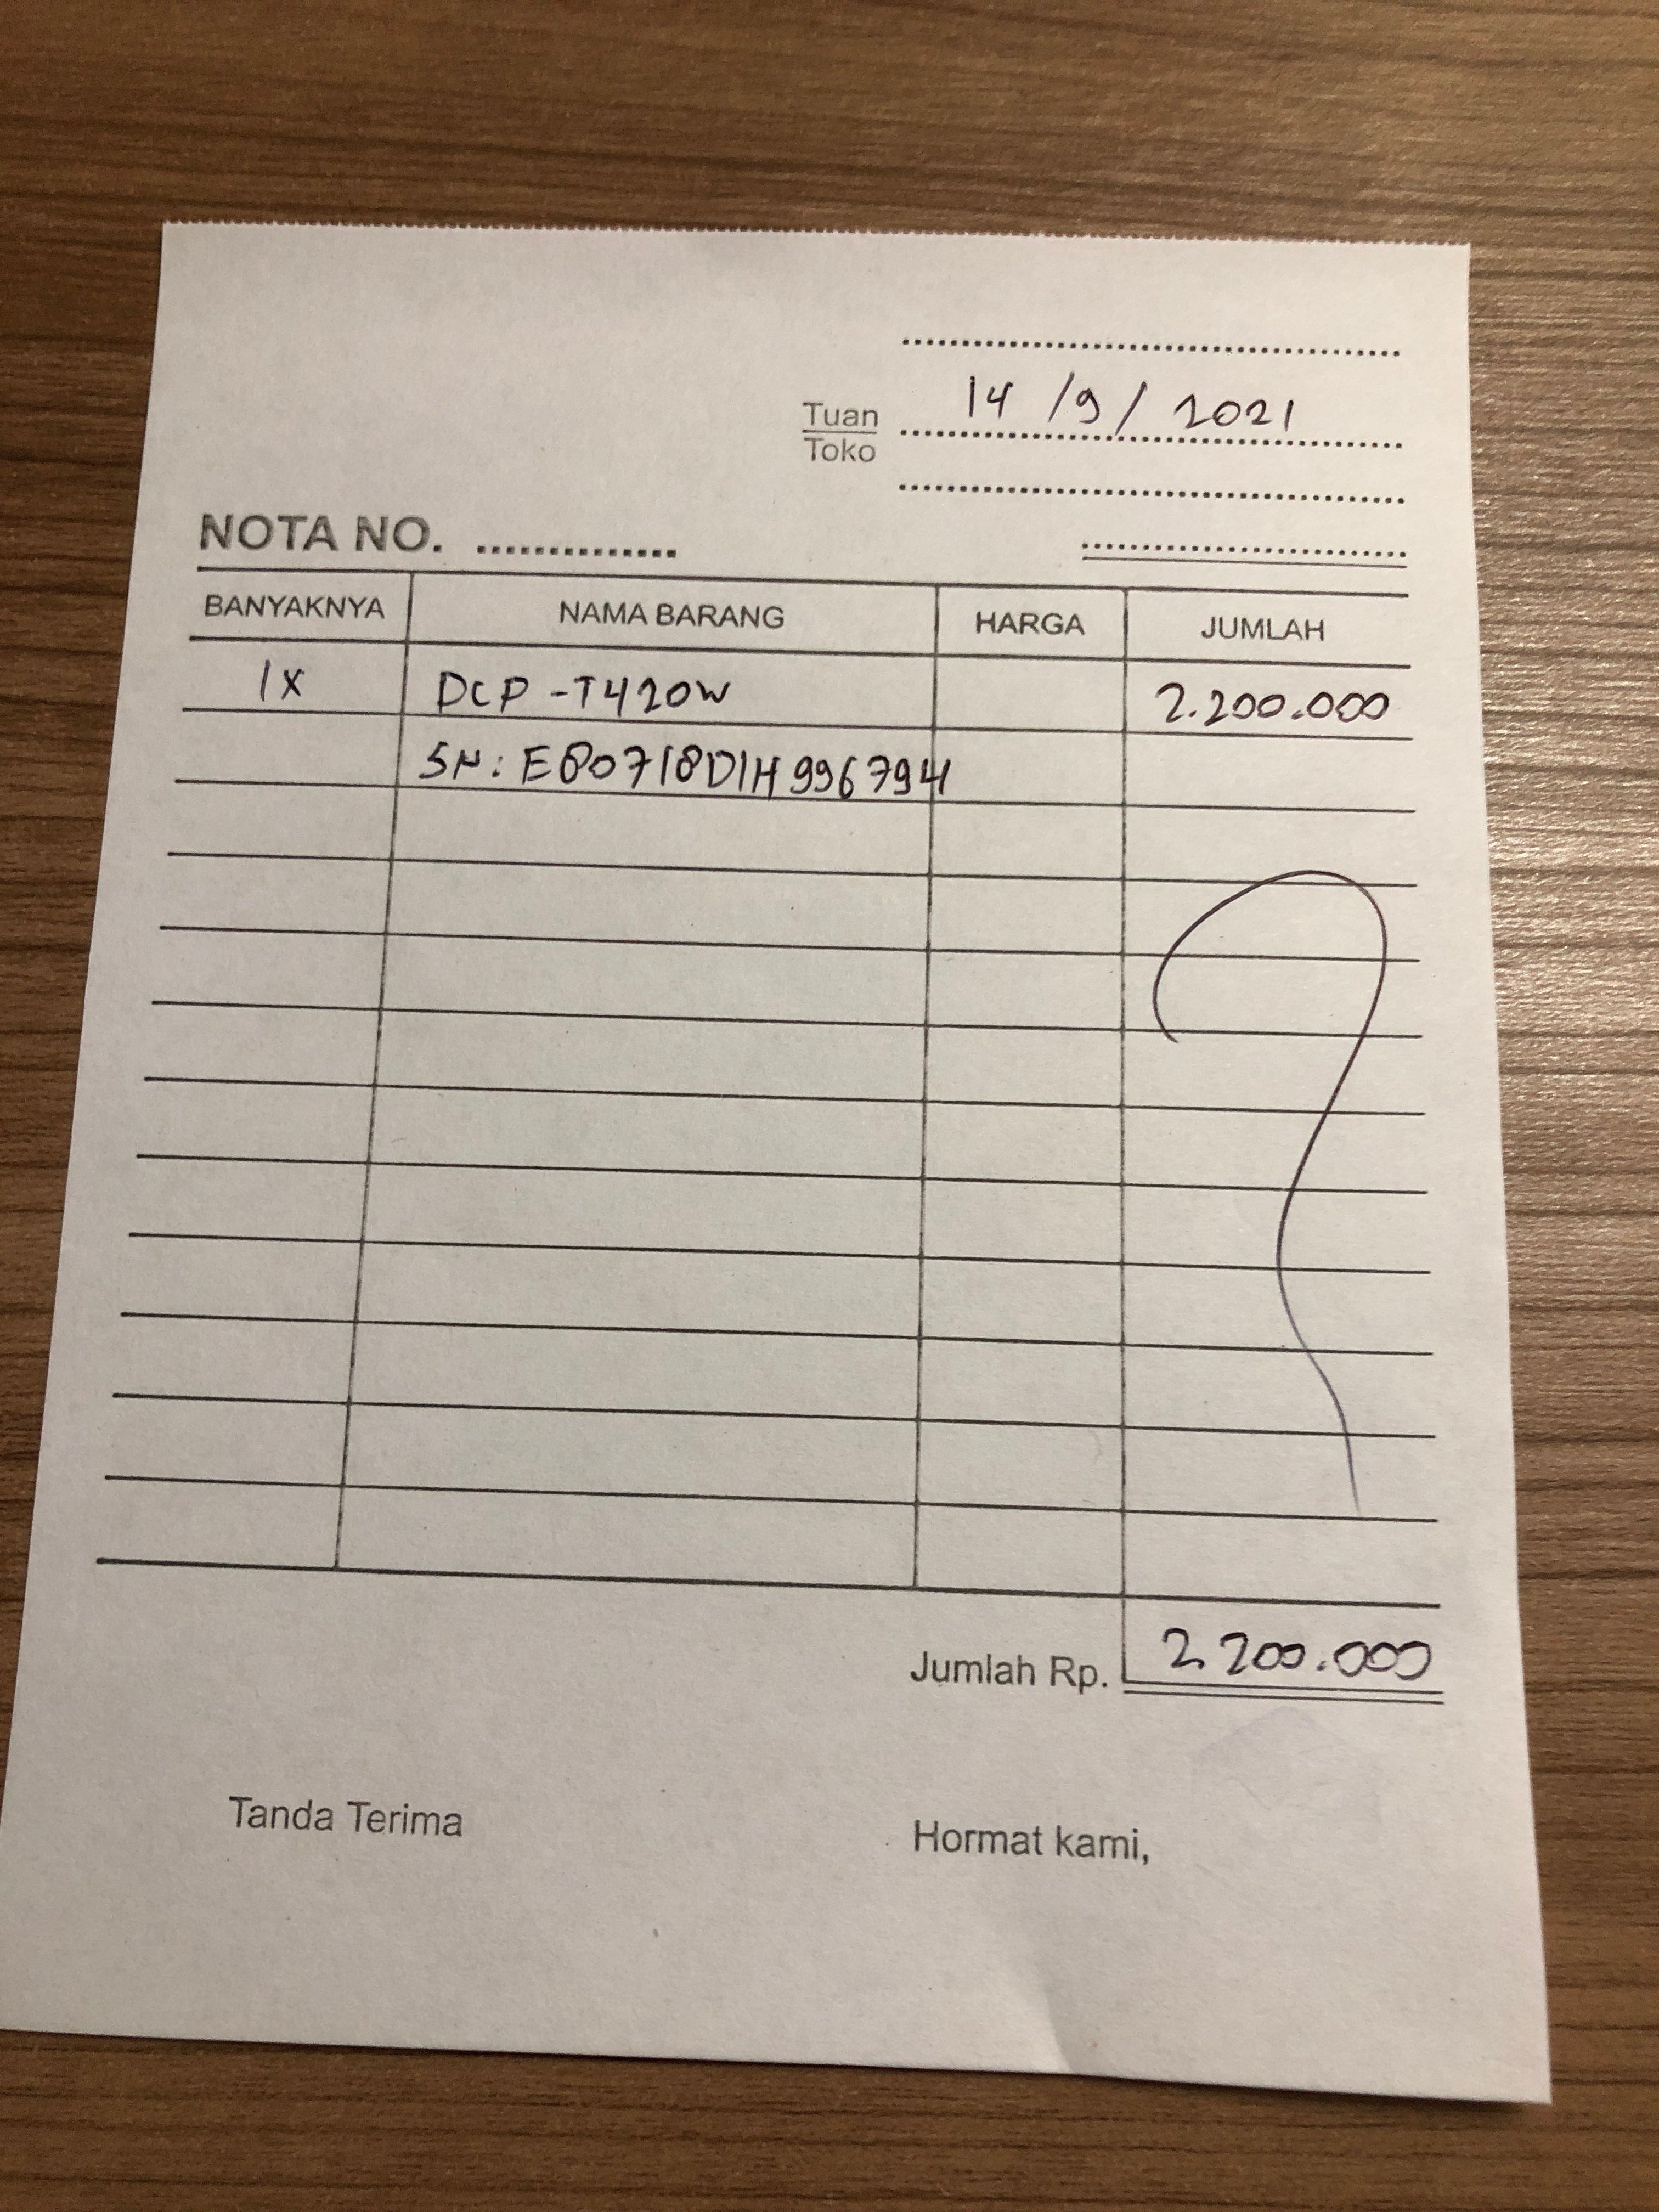 14 /9/ 2021
Tuan
Toko
NOTA NO.
BANYAKNYA NAMA BARANG HARGA JUMLAH
1X DCP-T420W 2.200.000
SN: E80718D1H996794
Jumlah Rp. 2.200.000
Tanda Terima Hormat kami,